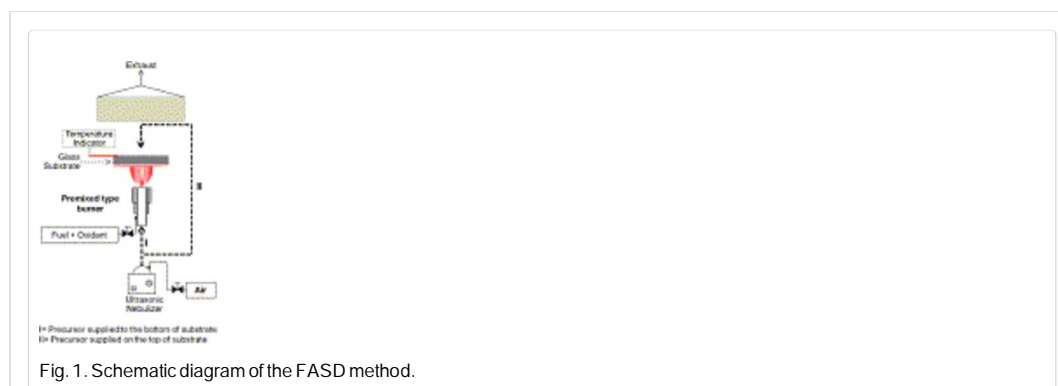 Exhaust
Temperature
Indicator
Glass
Substrate
Premixed type
burner
II
Fuel + Oxidant
I
Air
Ultrasonic
Nebulizer
I= Precursor supplied to the bottom of substrate
II= Precursor supplied on the top of substrate
Fig. 1. Schematic diagram of the FASD method.